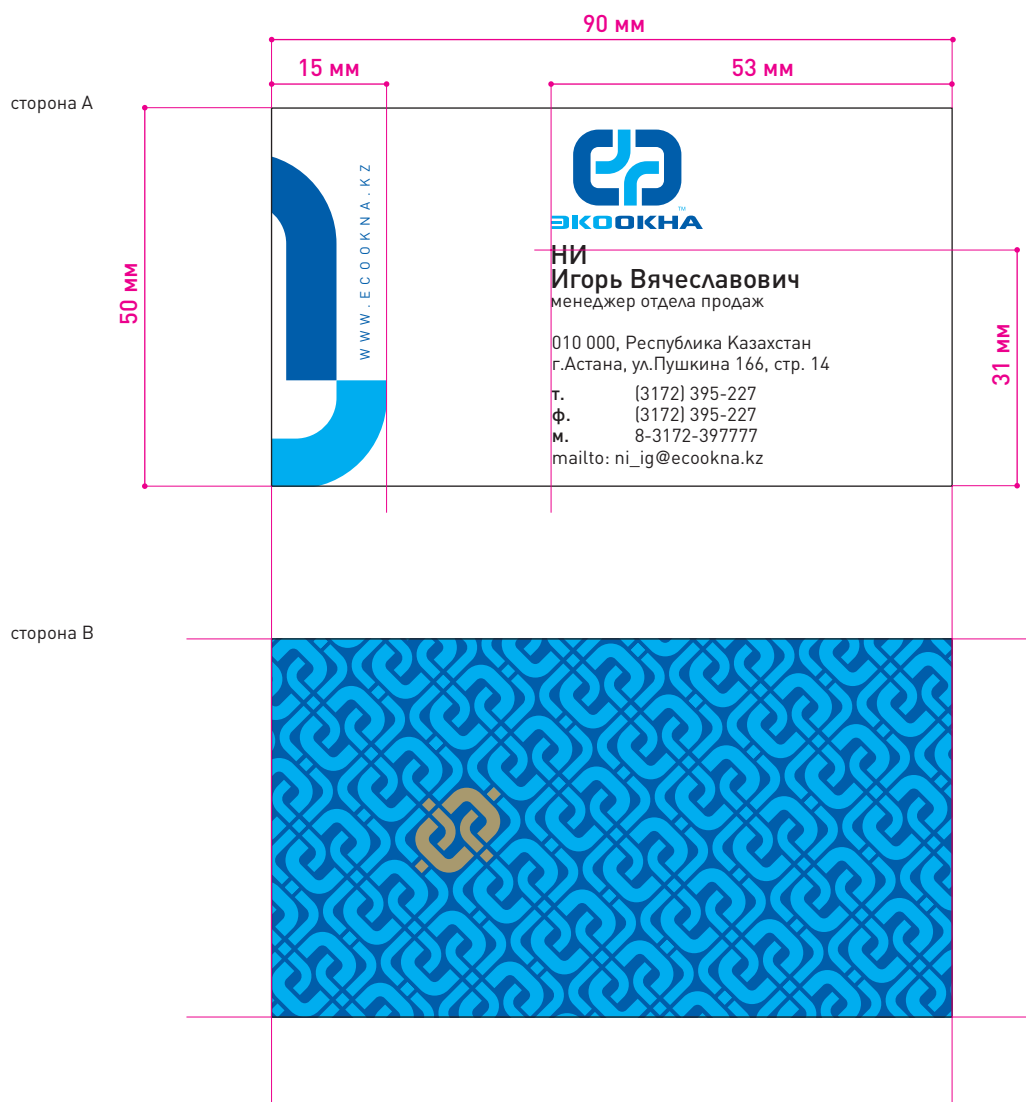 90 мм
15 мм
53 мм
сторона А
50 мм
WWW.ECOOKNA.KZ
TM
ЭКООКНА
НИ
Игорь Вячеславович
менеджер отдела продаж
31 мм
010 000, Республика Казахстан
г.Астана, ул.Пушкина 166, стр. 14
т. (3172) 395-227
ф. (3172) 395-227
м. 8-3172-397777
mailto: ni_ig@ecookna.kz
сторона В